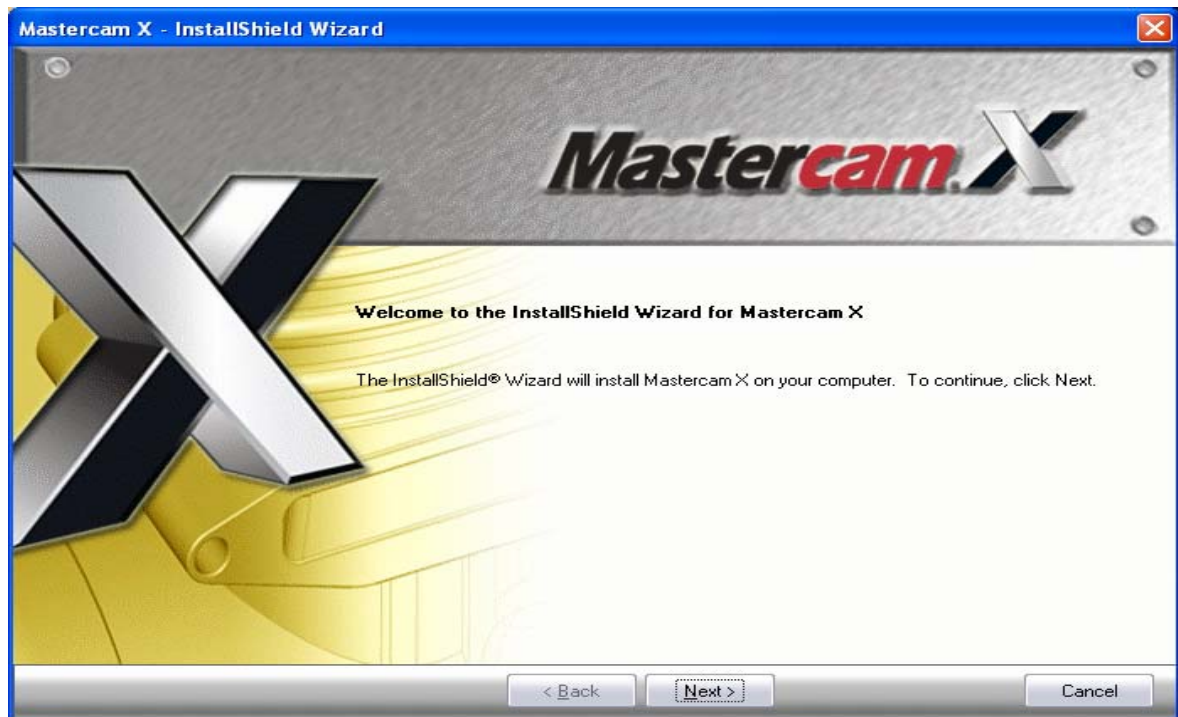 Mastercam X - InstallShield Wizard
Mastercam.X
Welcome to the InstallShield Wizard for Mastercam X
The InstallShield® Wizard will install Mastercam X on your computer. To continue, click Next.
< Back Next > Cancel